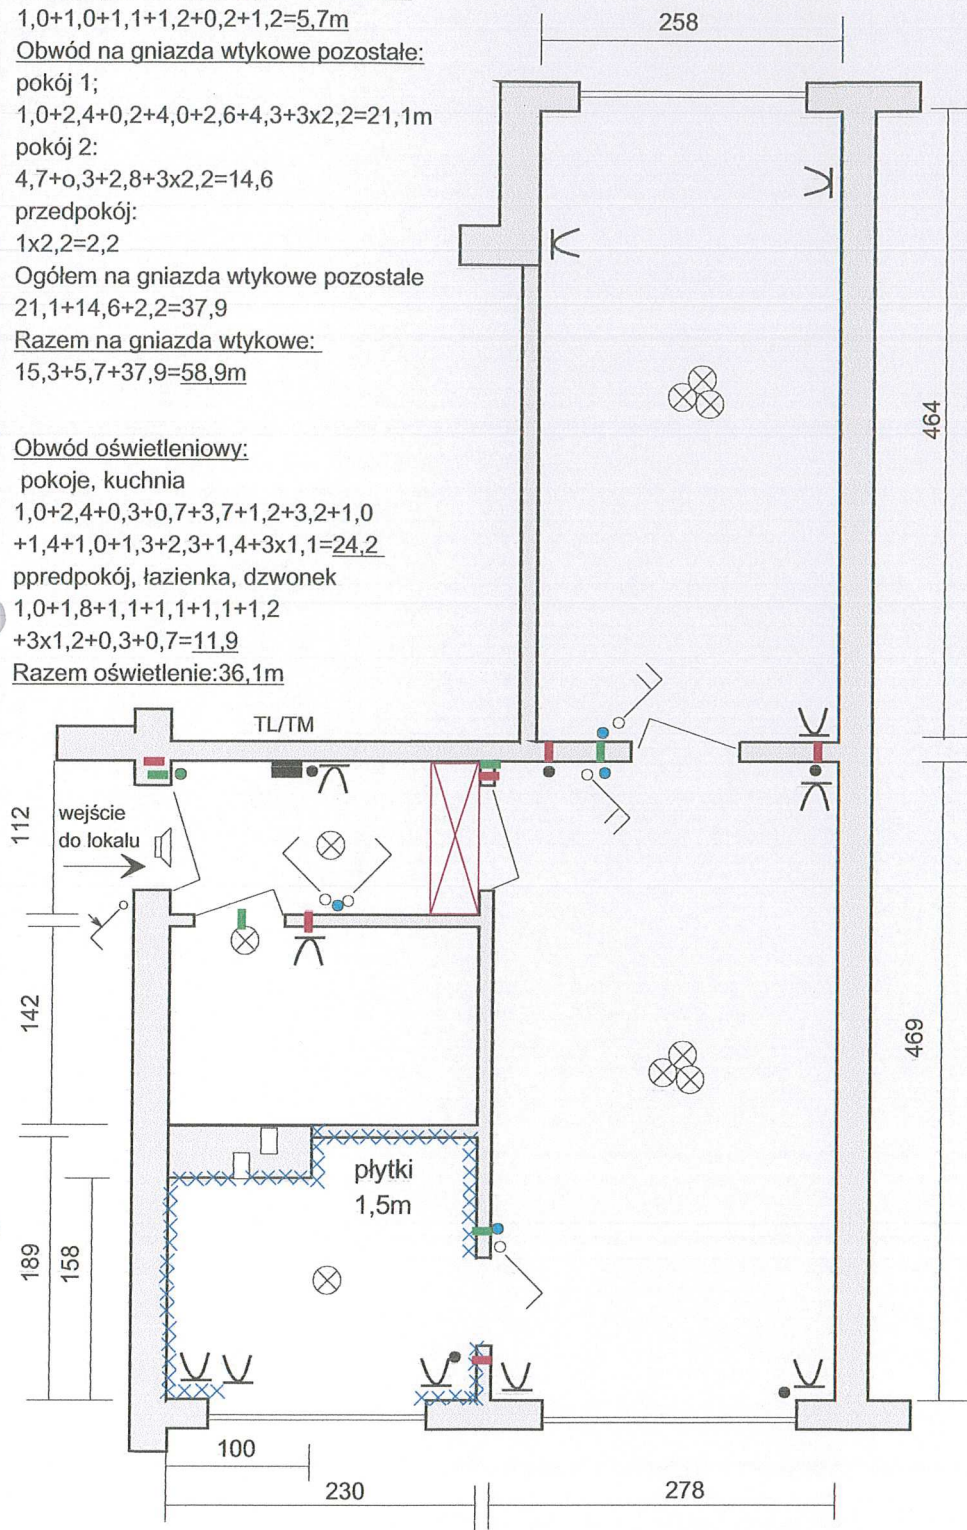 1,0+1,0+1,1+1,2+0,2+1,2=5,7m
Obwód na gniazda wtykowe pozostałe:
pokój 1;
1,0+2,4+0,2+4,0+2,6+4,3+3x2,2=21,1m
pokój 2:
4,7+o,3+2,8+3x2,2=14,6
przedpokój:
1x2,2=2,2
Ogółem na gniazda wtykowe pozostale
21,1+14,6+2,2=37,9
Razem na gniazda wtykowe:
15,3+5,7+37,9=58,9m
Obwód oświetleniowy:
pokoje, kuchnia
1,0+2,4+0,3+0,7+3,7+1,2+3,2+1,0
+1,4+1,0+1,3+2,3+1,4+3x1,1=24,2
ppredpokój, łazienka, dzwonek
1,0+1,8+1,1+1,1+1,1+1,2
+3x1,2+0,3+0,7=11,9
Razem oświetlenie:36,1m
258
464
TL/TM
112
wejście
do lokalu
142
469
płytki
1,5m
189
158
100
230
278